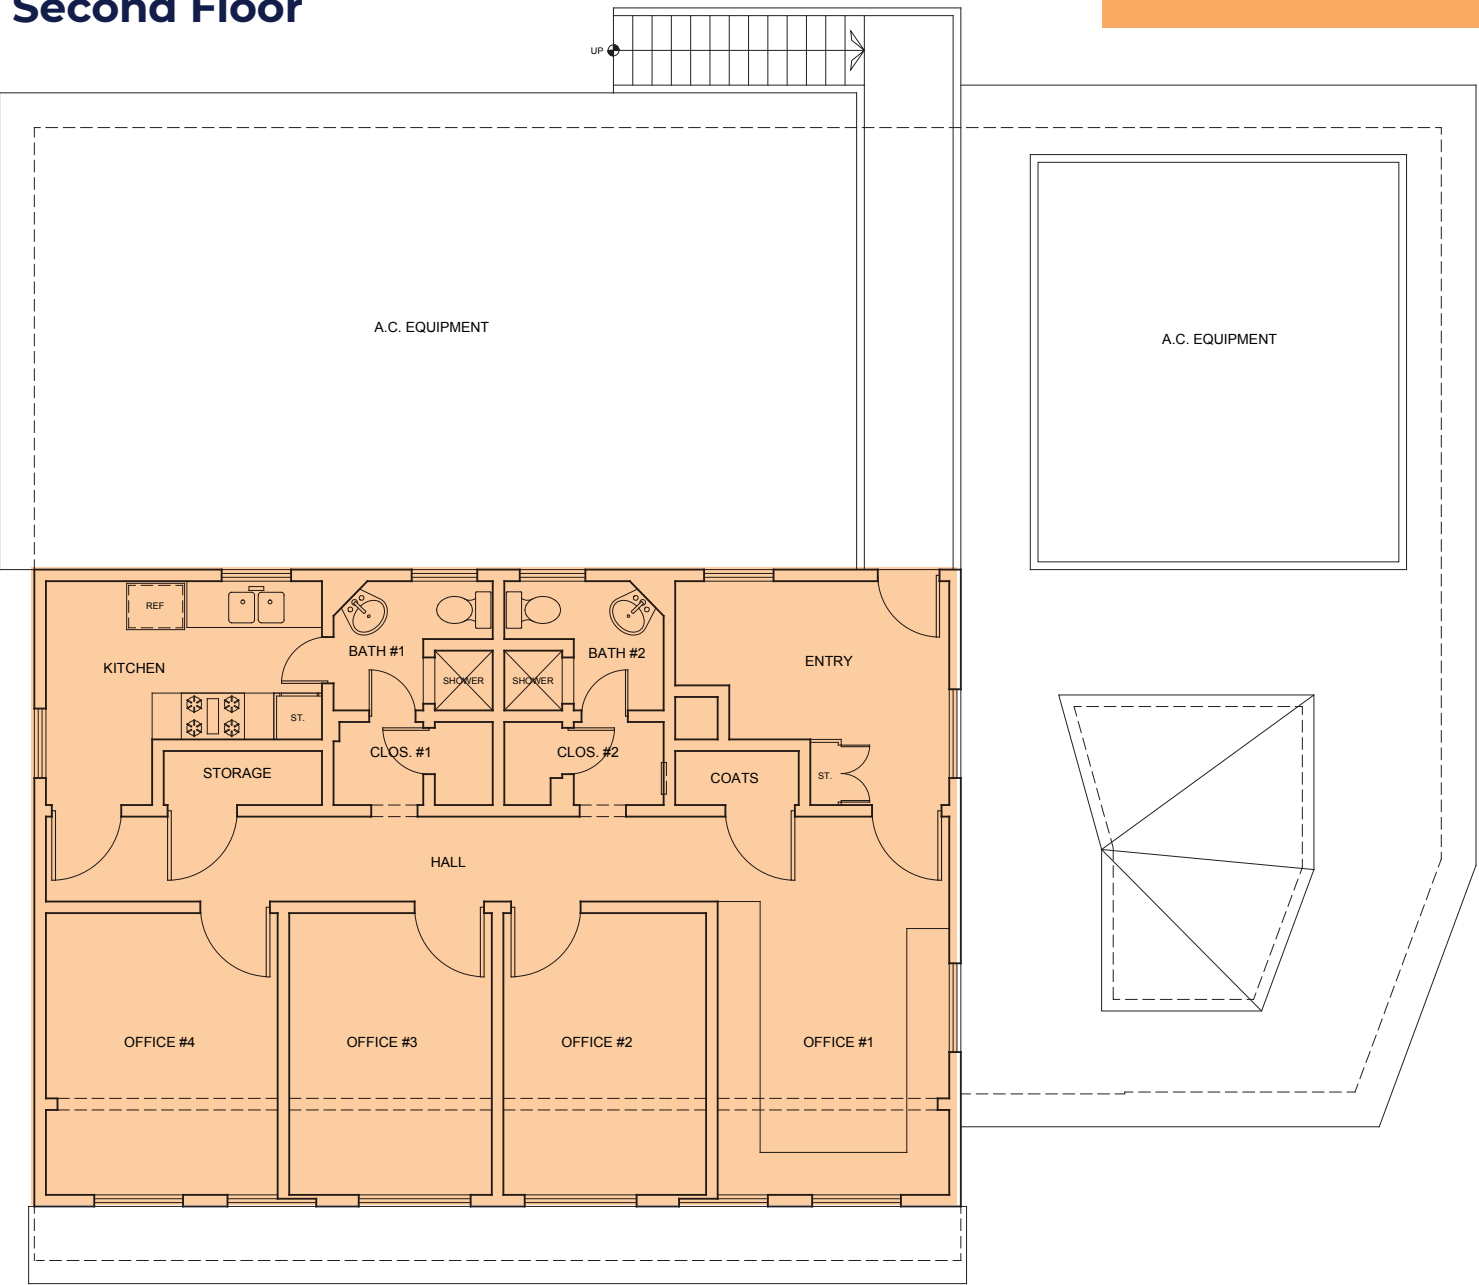 Second Floor
UP
A.C. EQUIPMENT
A.C. EQUIPMENT
REF
BATH #1
BATH #2
ENTRY
KITCHEN
SHOWER
SHOWER
ST.
CLOS. #1
CLOS. #2
STORAGE
COATS
ST.
HALL
OFFICE #4
OFFICE #3
OFFICE #2
OFFICE #1